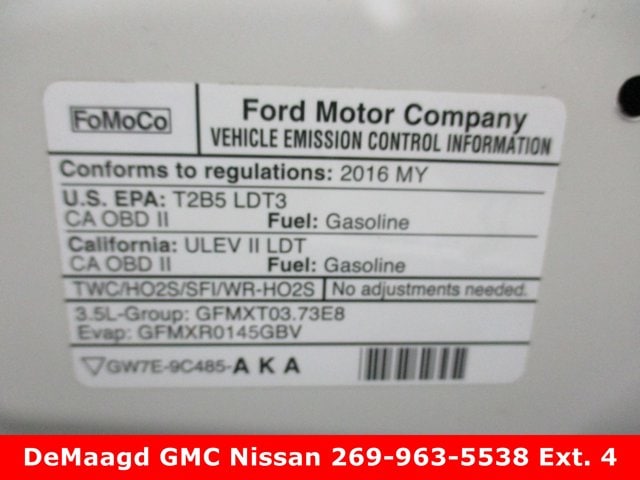 FoMoCo
Ford Motor Company
VEHICLE EMISSION CONTROL INFORMATION
Conforms to regulations: 2016 MY
U.S. EPA: T2B5 LDT3
CA OBD II Fuel: Gasoline
California: ULEV II LDT
CA OBD II Fuel: Gasoline
TWC/HO2S/SFI/WR-HO2S No adjustments needed.
3.5L-Group: GFMXT03.73E8
Evap: GFMXR0145GBV
GW7E-9C485-AKA
DeMaagd GMC Nissan 269-963-5538 Ext. 4